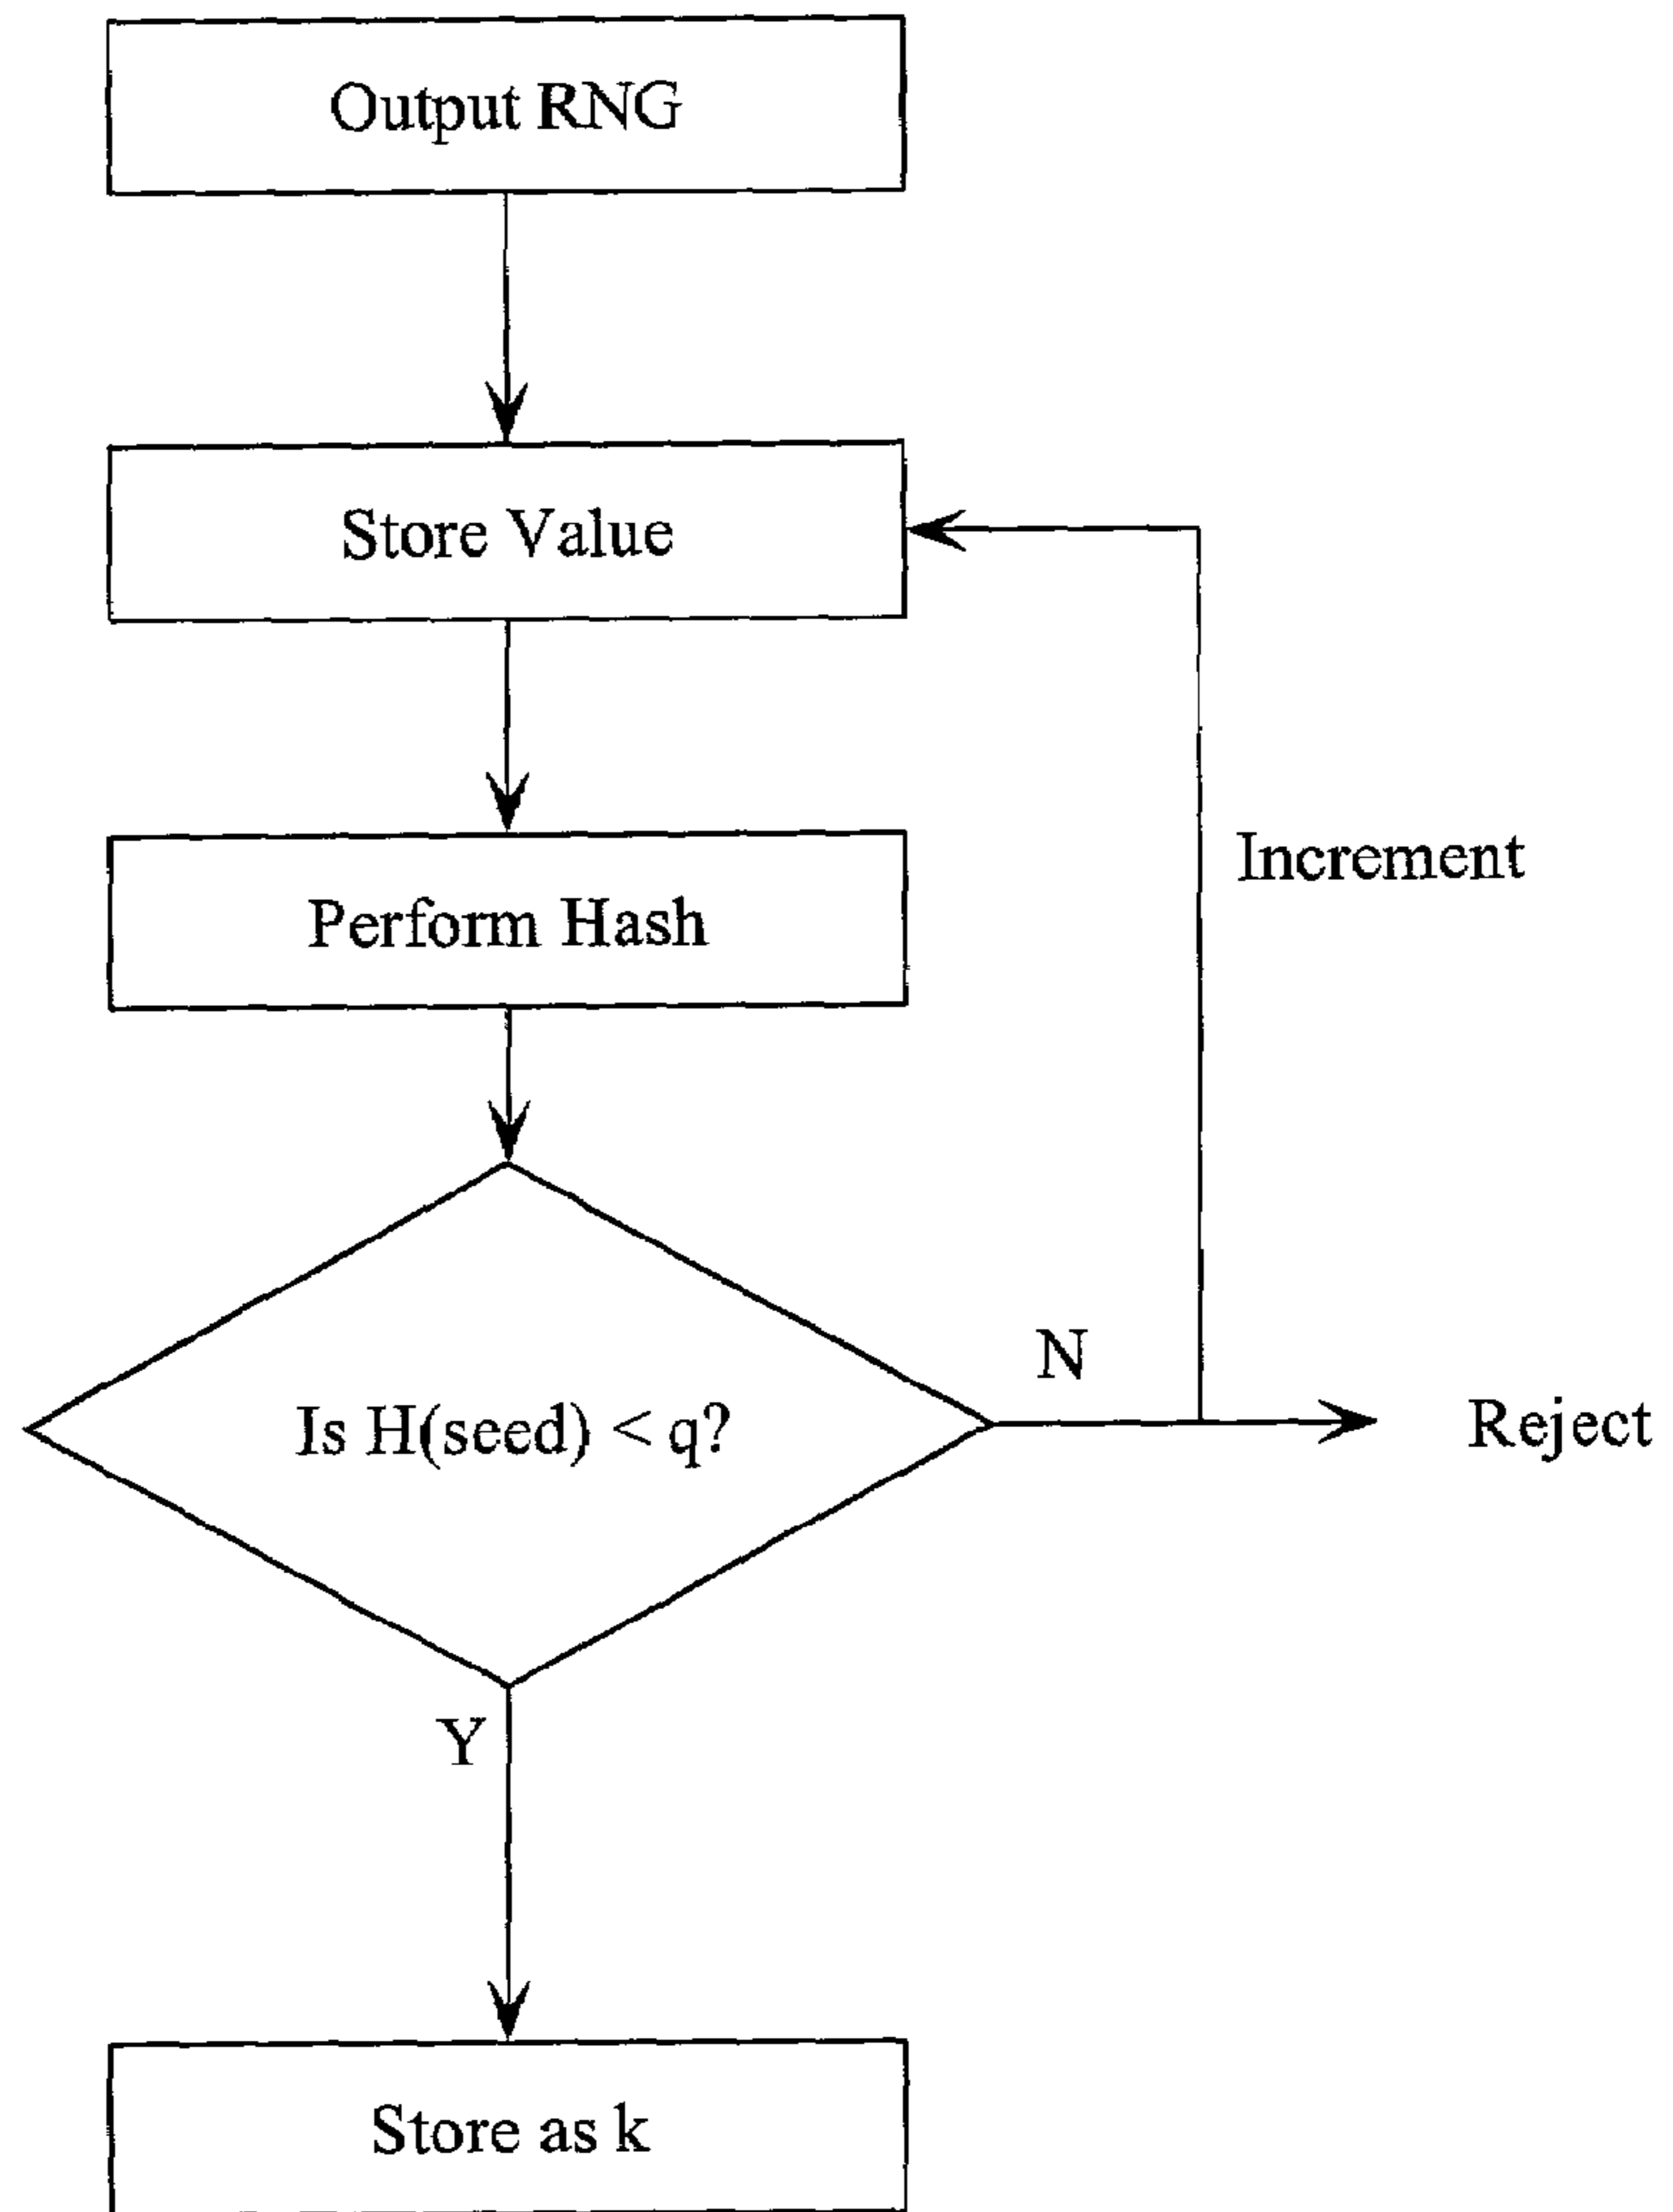 Output RNG
Store Value
Increment
Perform Hash
N
Is H(seed) < q?
Reject
Y
Store as k